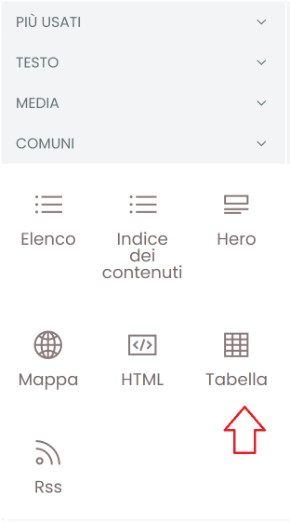 PIÙ USATI
TESTO
MEDIA
COMUNI
Elenco
Indice
dei
contenuti
Hero
Mappa
HTML
Tabella
Rss